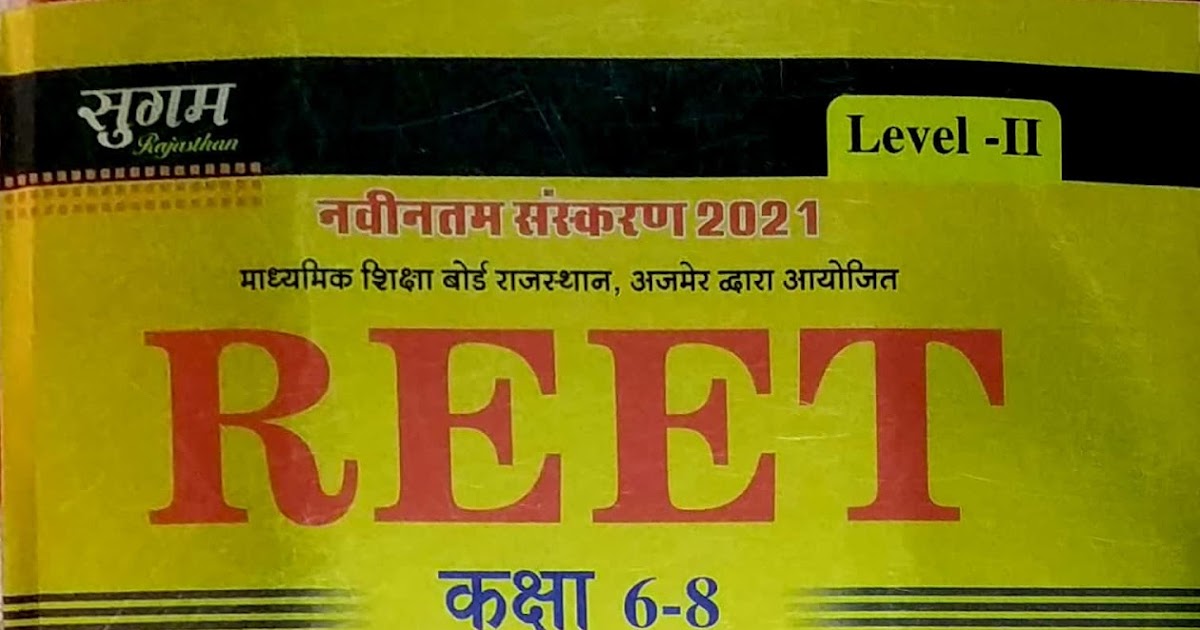 सुगम
Rajasthan
Level -II
नवीनतम संस्करण 2021
माध्यमिक शिक्षा बोर्ड राजस्थान, अजमेर द्वारा आयोजित
REET
कक्षा 6-8